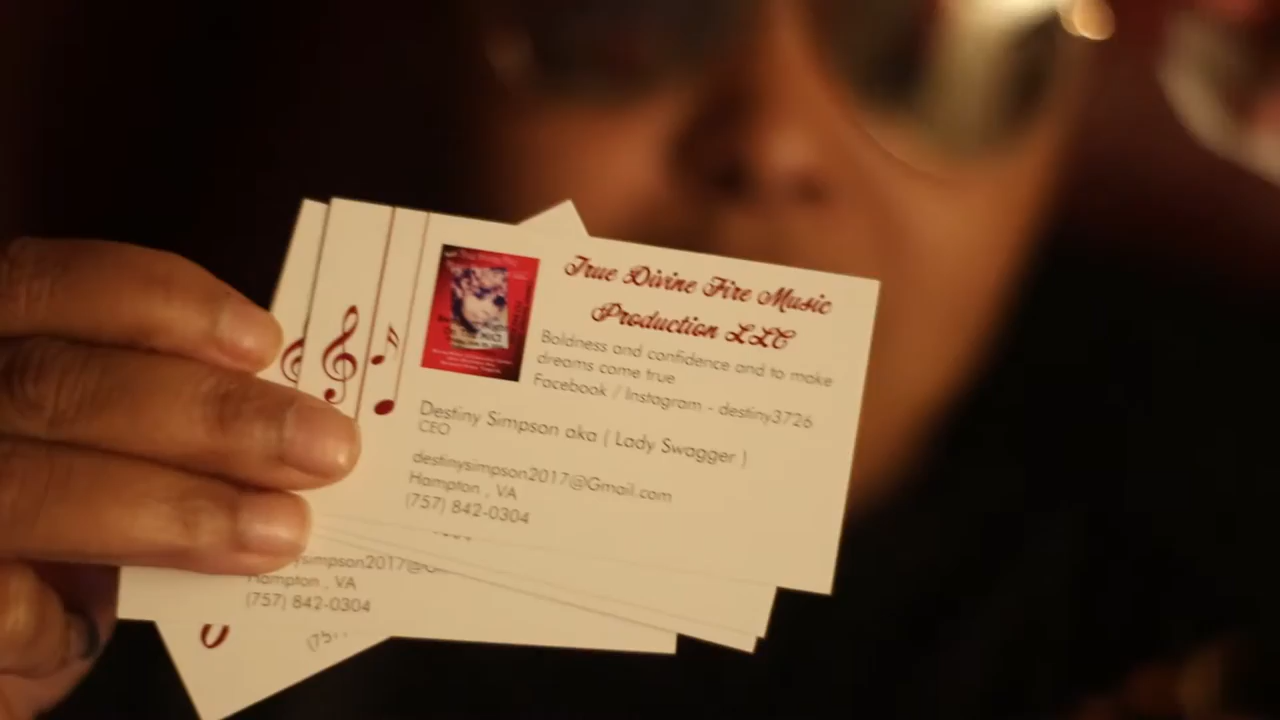 True Divine Fire Music
Production LLC
Boldness and confidence and to make
dreams come true
Facebook / Instagram - destiny3726
Destiny Simpson aka ( Lady Swagger )
CEO
destinysimpson2017@Gmail.com
Hampton , VA
(757) 842-0304
simpson2017@G
Hampton , VA
(757) 842-0304